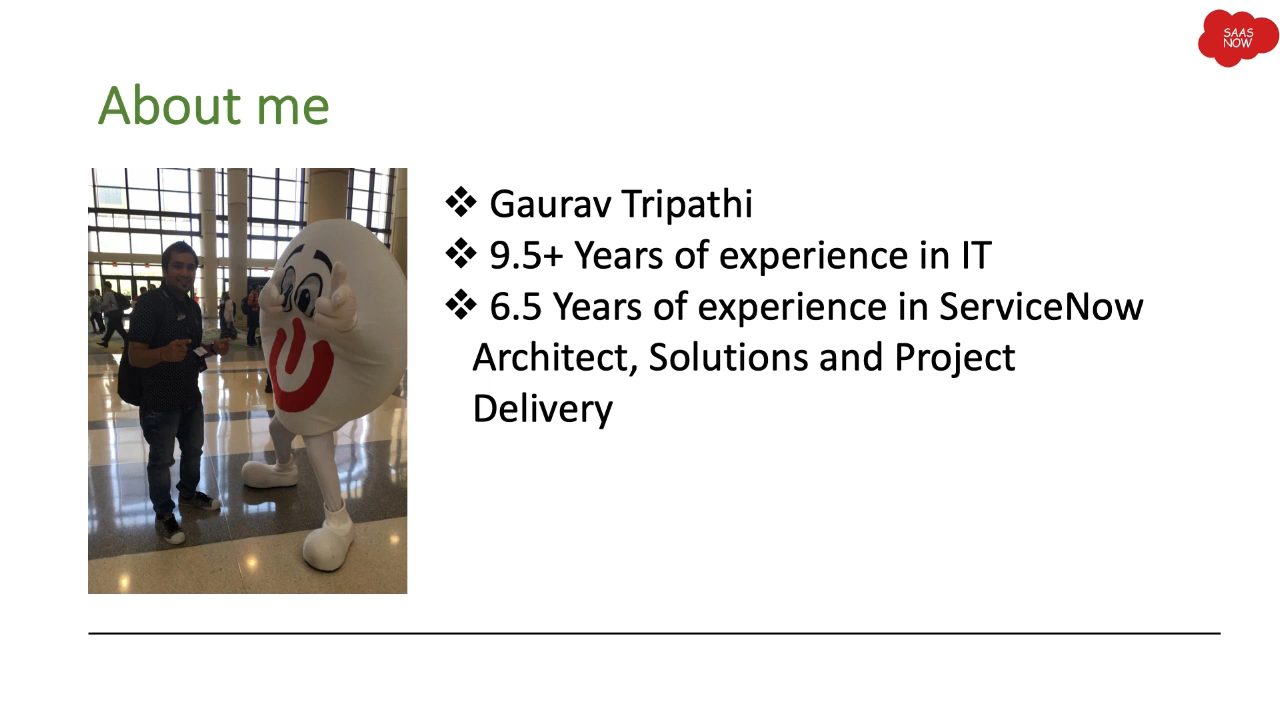 SAAS
NOW
About me
❖ Gaurav Tripathi
❖ 9.5+ Years of experience in IT
❖ 6.5 Years of experience in ServiceNow
Architect, Solutions and Project
Delivery